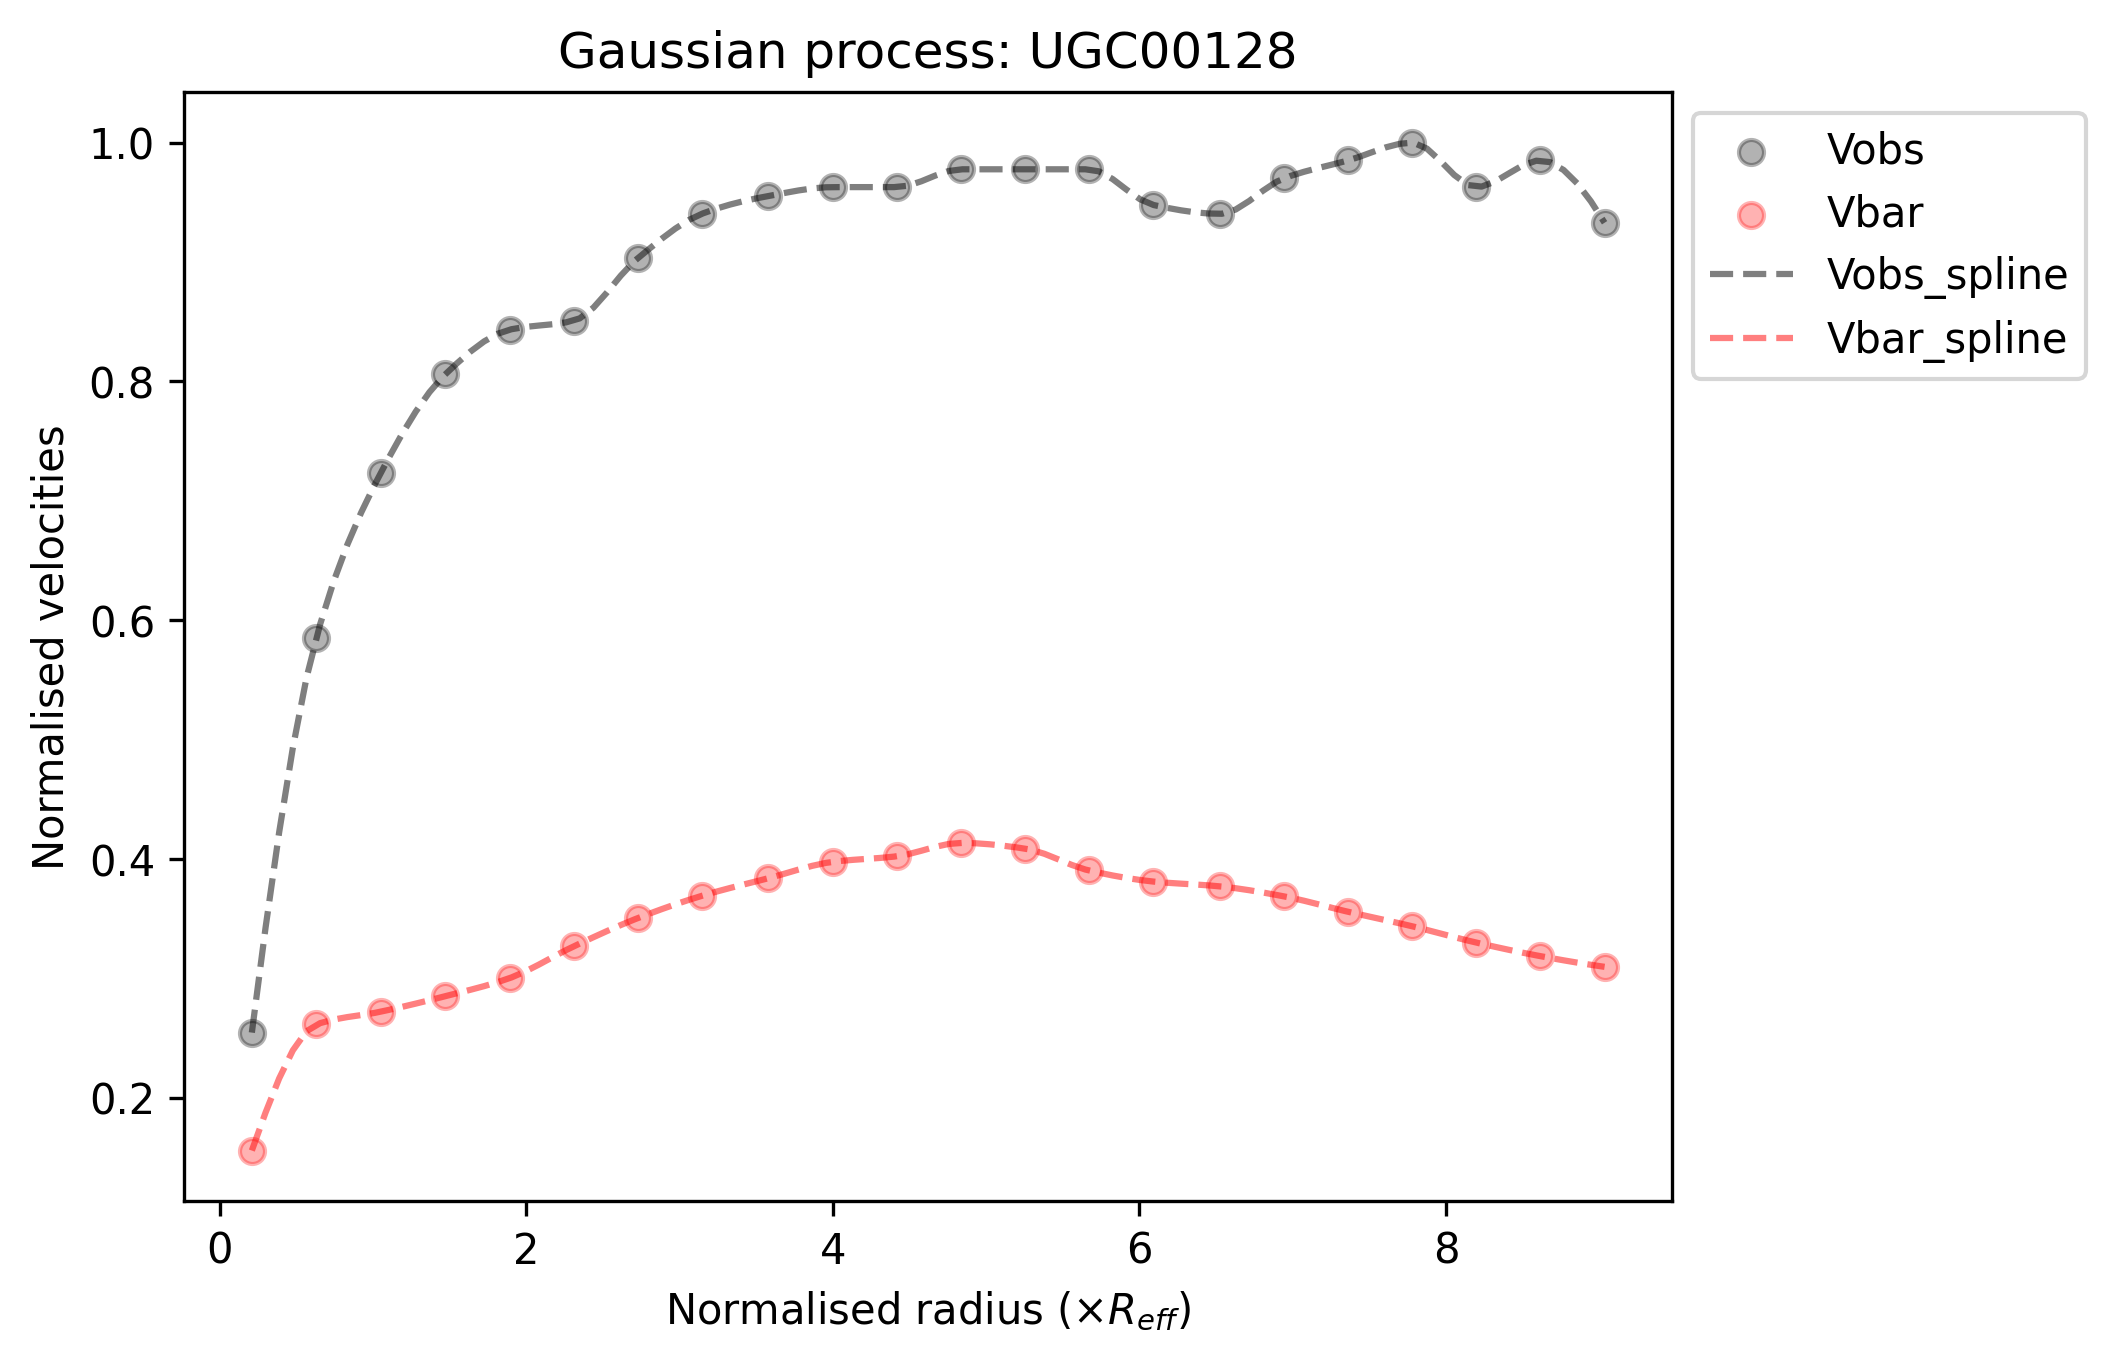 Gaussian process: UGC00128
Normalised velocities
1.0
0.8
0.6
0.4
0.2
0 2 4 6 8
Normalised radius (×R_eff)
Vobs
Vbar
Vobs_spline
Vbar_spline